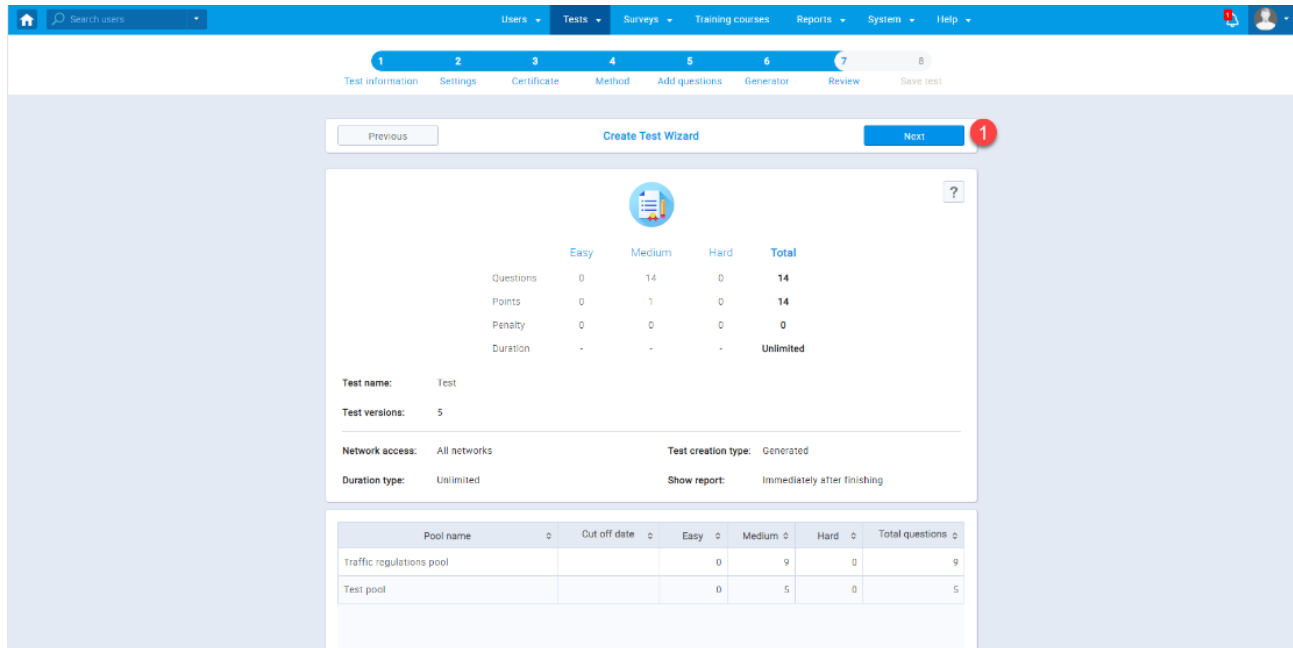 Search users Users Tests Surveys Training courses Reports System Help 1
1 2 3 4 5 6 7 8
Test information Settings Certificate Method Add questions Generator Review Save test
Previous Create Test Wizard Next 1
?
Easy Medium Hard Total
Questions 0 14 0 14
Points 0 1 0 14
Penalty 0 0 0 0
Duration - - - Unlimited
Test name: Test
Test versions: 5
Network access: All networks Test creation type: Generated
Duration type: Unlimited Show report: Immediately after finishing
Pool name Cut off date Easy Medium Hard Total questions
Traffic regulations pool 0 9 0 9
Test pool 0 5 0 5